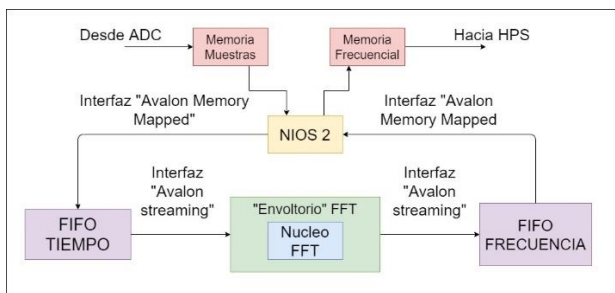 Desde ADC
Memoria
Muestras
Memoria
Frecuencial
Hacia HPS
Interfaz "Avalon Memory
Mapped"
NIOS 2
Interfaz "Avalon
Memory Mapped
FIFO
TIEMPO
Interfaz
"Avalon
streaming"
"Envoltorio" FFT
Nucleo
FFT
Interfaz
"Avalon
streaming"
FIFO
FRECUENCIA